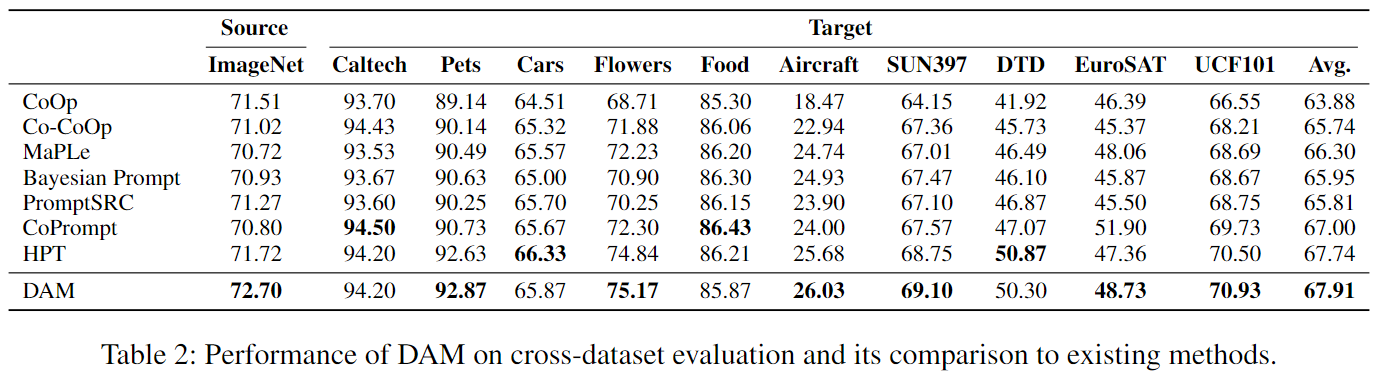 Source Target
ImageNet Caltech Pets Cars Flowers Food Aircraft SUN397 DTD EuroSAT UCF101 Avg.
CoOp 71.51 93.70 89.14 64.51 68.71 85.30 18.47 64.15 41.92 46.39 66.55 63.88
Co-CoOp 71.02 94.43 90.14 65.32 71.88 86.06 22.94 67.36 45.73 45.37 68.21 65.74
MaPLe 70.72 93.53 90.49 65.57 72.23 86.20 24.74 67.01 46.49 48.06 68.69 66.30
Bayesian Prompt 70.93 93.67 90.63 65.00 70.90 86.30 24.93 67.47 46.10 45.87 68.67 65.95
PromptSRC 71.27 93.60 90.25 65.70 70.25 86.15 23.90 67.10 46.87 45.50 68.75 65.81
CoPrompt 70.80 94.50 90.73 65.67 72.30 86.43 24.00 67.57 47.07 51.90 69.73 67.00
HPT 71.72 94.20 92.63 66.33 74.84 86.21 25.68 68.75 50.87 47.36 70.50 67.74
DAM 72.70 94.20 92.87 65.87 75.17 85.87 26.03 69.10 50.30 48.73 70.93 67.91
Table 2: Performance of DAM on cross-dataset evaluation and its comparison to existing methods.